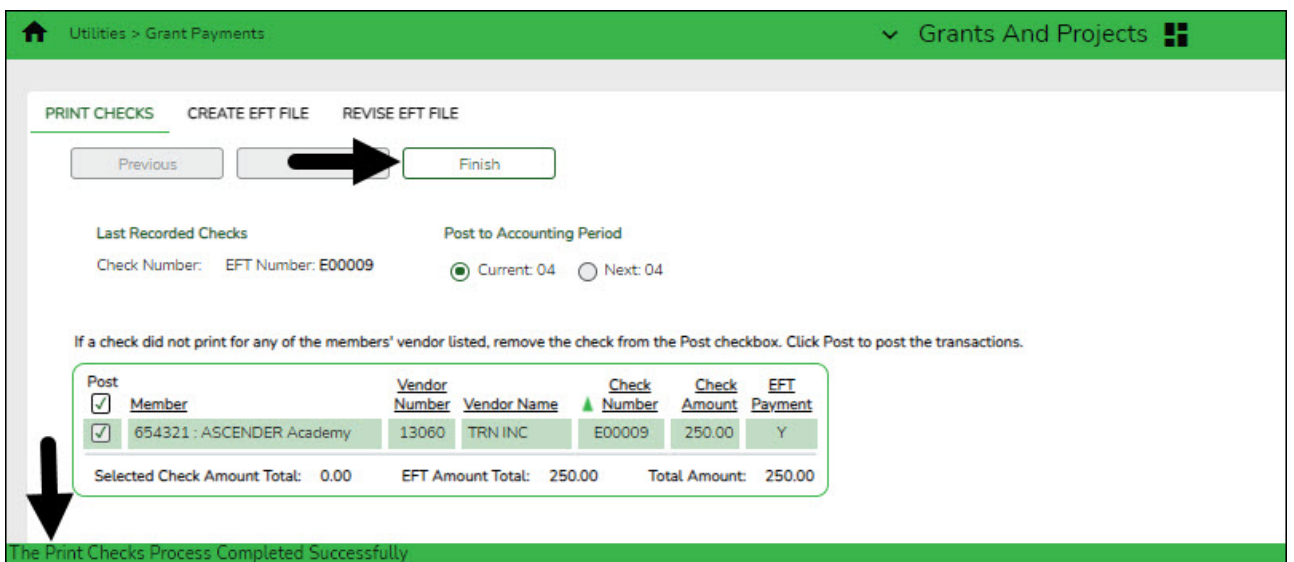 Utilities > Grant Payments
Grants And Projects
PRINT CHECKS CREATE EFT FILE REVISE EFT FILE
Previous Finish
Last Recorded Checks Post to Accounting Period
Check Number: EFT Number: E00009 Current: 04 Next: 04
If a check did not print for any of the members' vendor listed, remove the check from the Post checkbox. Click Post to post the transactions.
Post Vendor Check Check EFT
Member Number Vendor Name Number Amount Payment
654321 : ASCENDER Academy 13060 TRN INC E00009 250.00 Y
Selected Check Amount Total: 0.00 EFT Amount Total: 250.00 Total Amount: 250.00
The Print Checks Process Completed Successfully